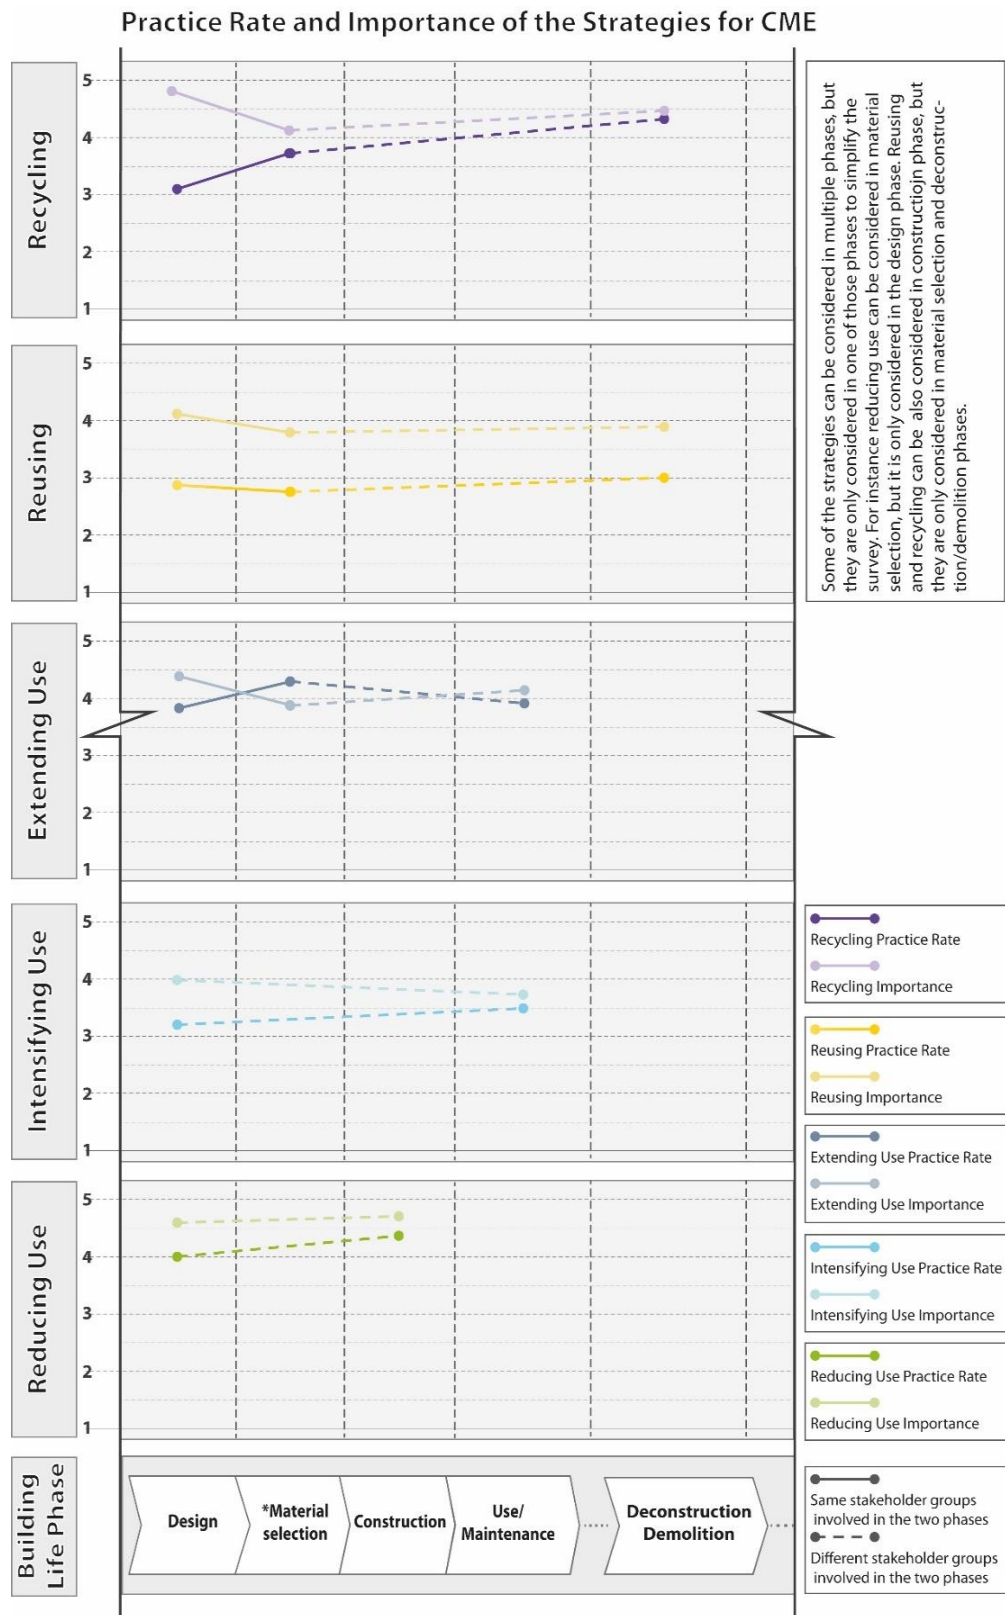 Practice Rate and Importance of the Strategies for CME
Recycling
5
4
3
2
1
Some of the strategies can be considered in multiple phases, but
they are only considered in one of those phases to simplify the
survey. For instance reducing use can be considered in material
selection, but it is only considered in the design phase. Reusing
and recycling can be also considered in constructiojn phase, but
they are only considered in material selection and deconstruc-
tion/demolition phases.
Reusing
5
4
3
2
1
Extending Use
5
4
3
2
1
Intensifying Use
5
4
3
2
1
Recycling Practice Rate
Recycling Importance
Reusing Practice Rate
Reusing Importance
Extending Use Practice Rate
Extending Use Importance
Intensifying Use Practice Rate
Intensifying Use Importance
Reducing Use Practice Rate
Reducing Use Importance
Reducing Use
5
4
3
2
1
Building
Life Phase
Design
*Material
selection
Construction
Use/
Maintenance
Deconstruction
Demolition
Same stakeholder groups
involved in the two phases
Different stakeholder groups
involved in the two phases